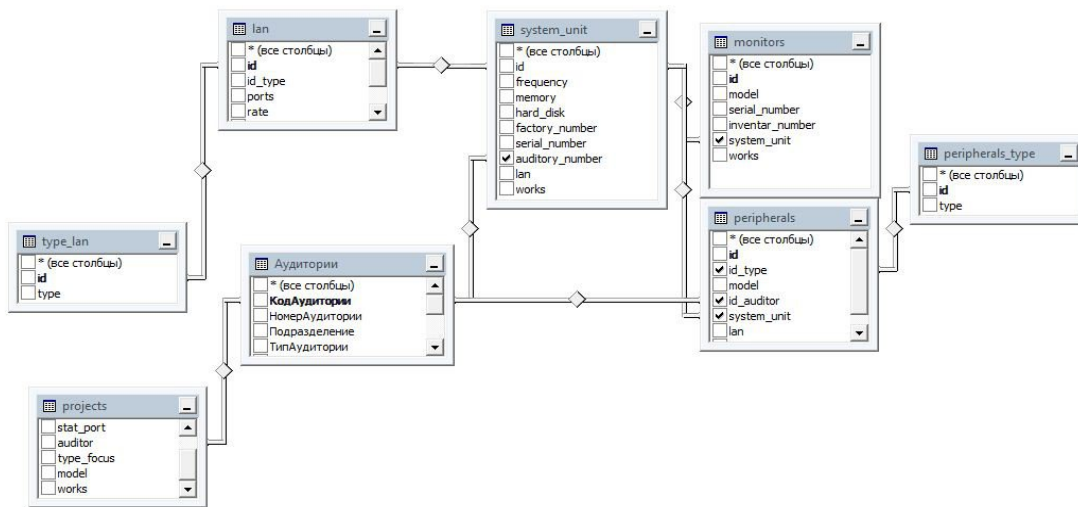 lan
* (все столбцы)
id
id_type
ports
rate
system_unit
* (все столбцы)
id
frequency
memory
hard_disk
factory_number
serial_number
auditory_number
lan
works
monitors
* (все столбцы)
id
model
serial_number
inventar_number
system_unit
works
peripherals_type
* (все столбцы)
id
type
type_lan
* (все столбцы)
id
type
Аудитории
* (все столбцы)
КодАудитории
НомерАудитории
Подразделение
ТипАудитории
peripherals
* (все столбцы)
id
id_type
model
id_auditor
system_unit
lan
projects
stat_port
auditor
type_focus
model
works